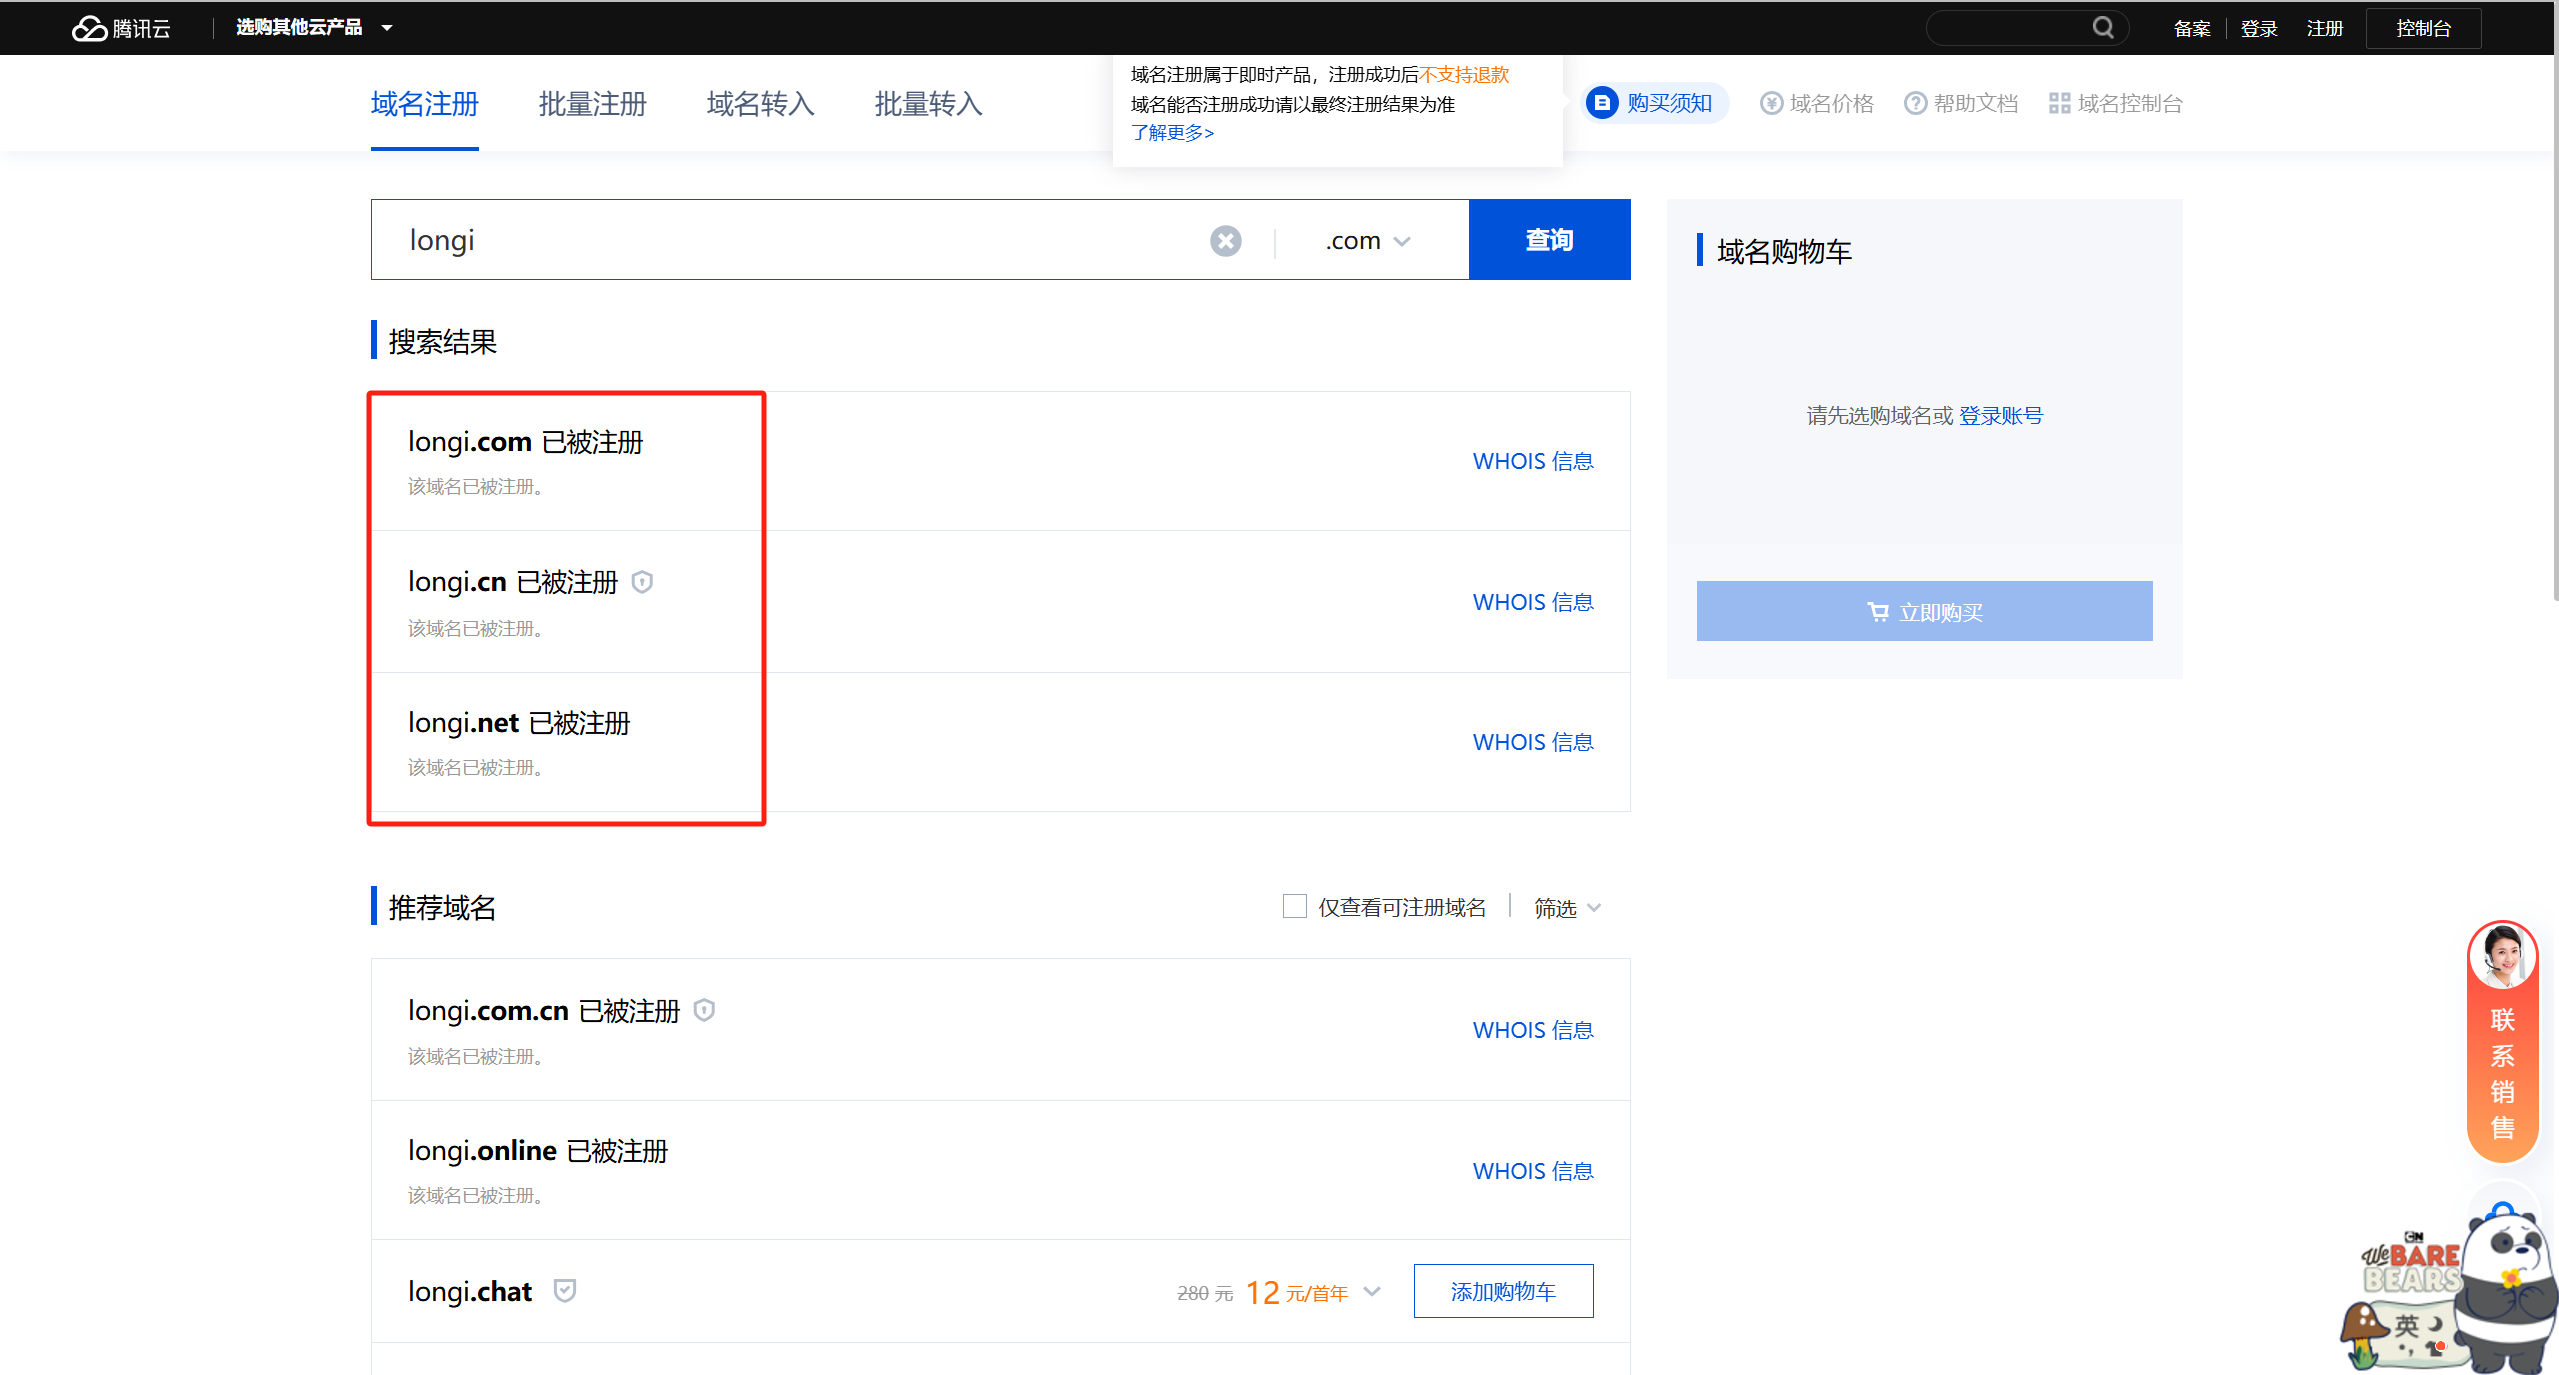 腾讯云
选购其他云产品
备案
登录
注册
控制台
域名注册
批量注册
域名转入
批量转入
域名注册属于即时产品，注册成功后不支持退款
域名能否注册成功请以最终注册结果为准
了解更多>
购买须知
域名价格
帮助文档
域名控制台
longi
.com
查询
域名购物车
请先选购域名或 登录账号
立即购买
搜索结果
longi.com 已被注册
该域名已被注册。
WHOIS 信息
longi.cn 已被注册
该域名已被注册。
WHOIS 信息
longi.net 已被注册
该域名已被注册。
WHOIS 信息
推荐域名
仅查看可注册域名
筛选
longi.com.cn 已被注册
该域名已被注册。
WHOIS 信息
longi.online 已被注册
该域名已被注册。
WHOIS 信息
longi.chat
280 元 12 元/首年
添加购物车
联
系
销
售
CN
We BARE
BEARS
英